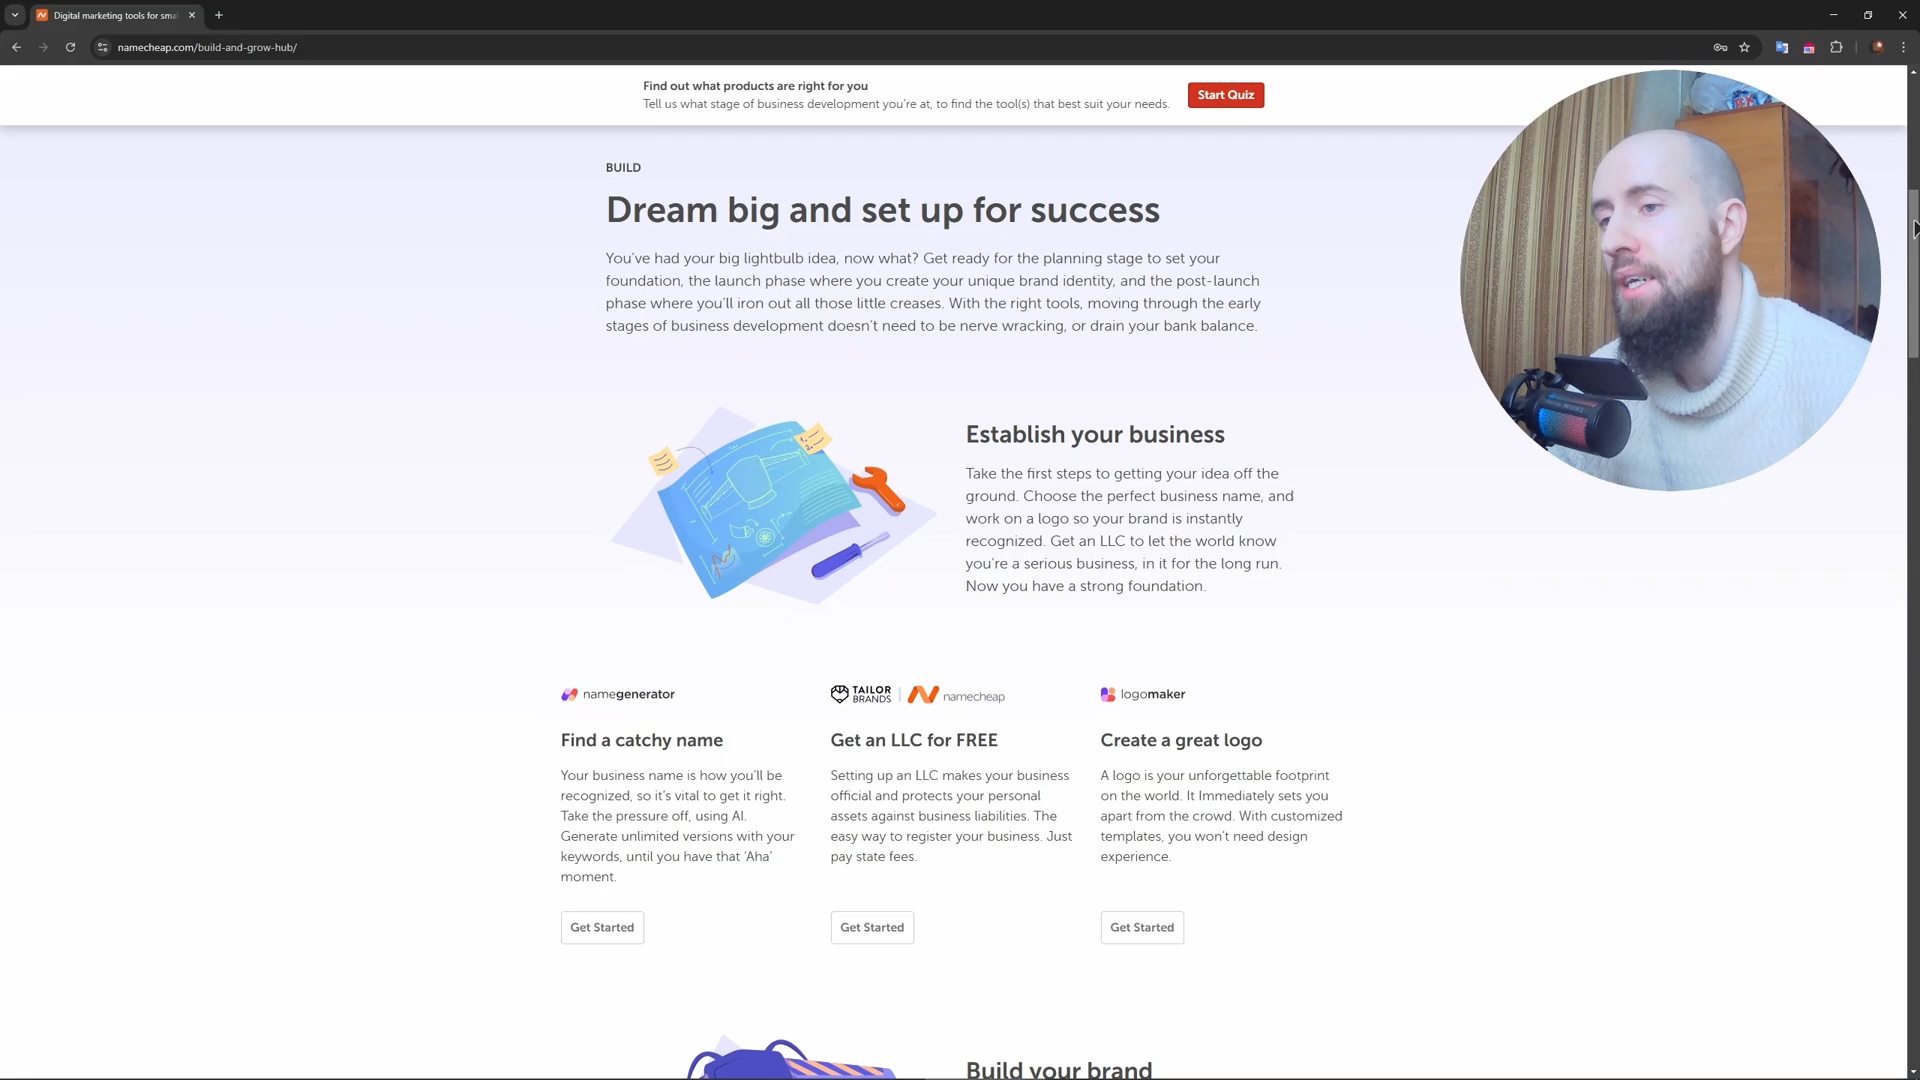 Digital marketing tools for sma
namecheap.com/build-and-grow-hub/
Find out what products are right for you
Tell us what stage of business development you're at, to find the tool(s) that best suit your needs.
Start Quiz
BUILD
Dream big and set up for success
You've had your big lightbulb idea, now what? Get ready for the planning stage to set your
foundation, the launch phase where you create your unique brand identity, and the post-launch
phase where you'll iron out all those little creases. With the right tools, moving through the early
stages of business development doesn't need to be nerve wracking, or drain your bank balance.
Establish your business
Take the first steps to getting your idea off the
ground. Choose the perfect business name, and
work on a logo so your brand is instantly
recognized. Get an LLC to let the world know
you're a serious business, in it for the long run.
Now you have a strong foundation.
namegenerator
Find a catchy name
Your business name is how you'll be
recognized, so it's vital to get it right.
Take the pressure off, using AI.
Generate unlimited versions with your
keywords, until you have that 'Aha'
moment.
Get Started
TAILOR
BRANDS
namecheap
Get an LLC for FREE
Setting up an LLC makes your business
official and protects your personal
assets against business liabilities. The
easy way to register your business. Just
pay state fees.
Get Started
logomaker
Create a great logo
A logo is your unforgettable footprint
on the world. It Immediately sets you
apart from the crowd. With customized
templates, you won't need design
experience.
Get Started
Build your brand